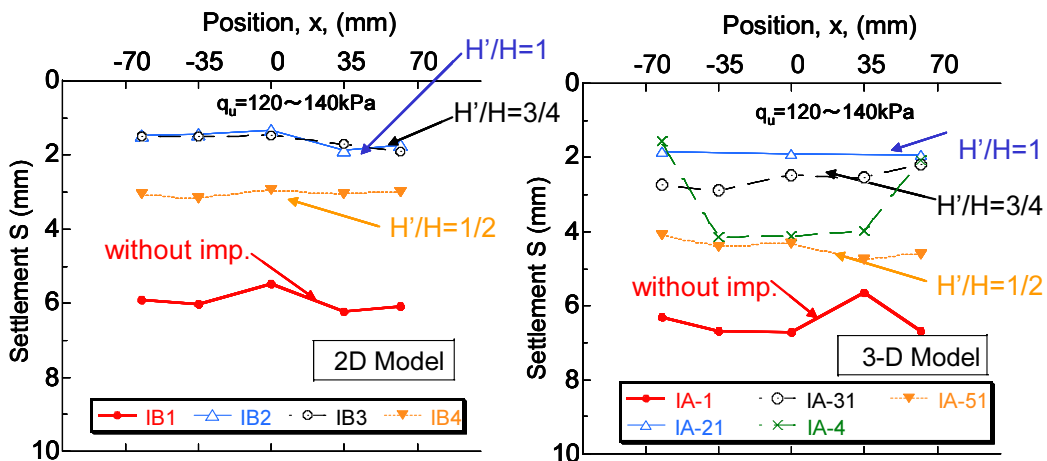 Position, x, (mm)
-70 -35 0 35 70
H'/H=1
0
q_u=120～140kPa
H'/H=3/4
2
H'/H=1/2
4
without imp.
6
Settlement S (mm)
2D Model
8
IB1 IB2 IB3 IB4
10
Position, x, (mm)
-70 -35 0 35 70
0
q_u=120～140kPa
H'/H=1
2
H'/H=3/4
4
H'/H=1/2
without imp.
6
Settlement S (mm)
3-D Model
8
IA-1 IA-31 IA-51
IA-21 IA-4
10